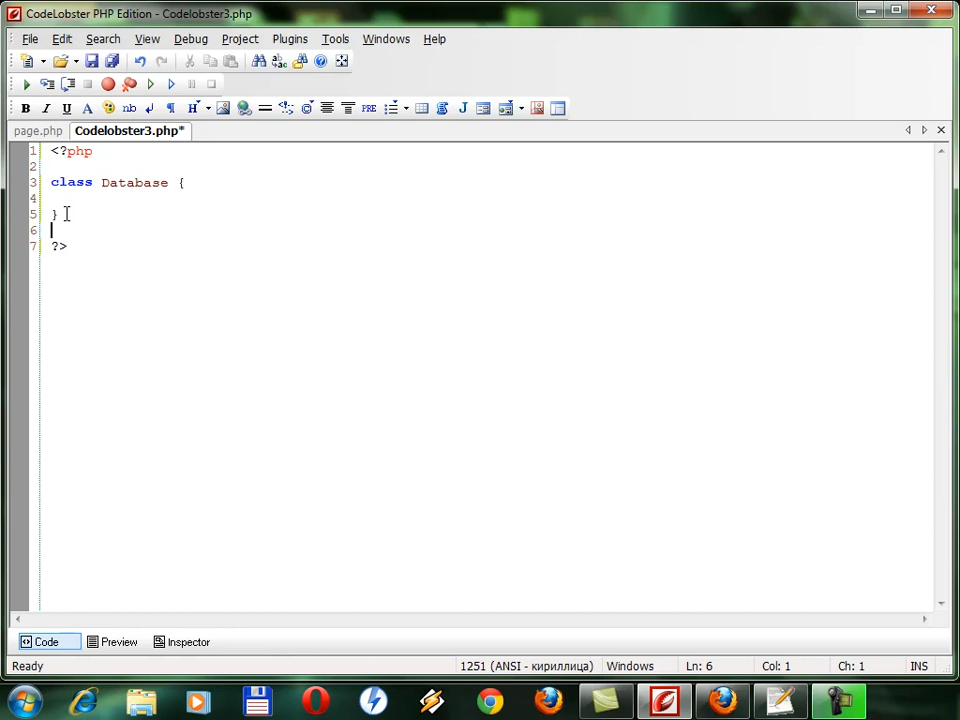 CodeLobster PHP Edition - Codelobster3.php
File Edit Search View Debug Project Plugins Tools Windows Help
B I U A nb ¶ H PRE J
page.php Codelobster3.php*
1 <?php
2
3 class Database {
4
5 }
6
7 ?>
Code Preview Inspector
Ready 1251 (ANSI - кириллица) Windows Ln: 6 Col: 1 Ch: 1 INS